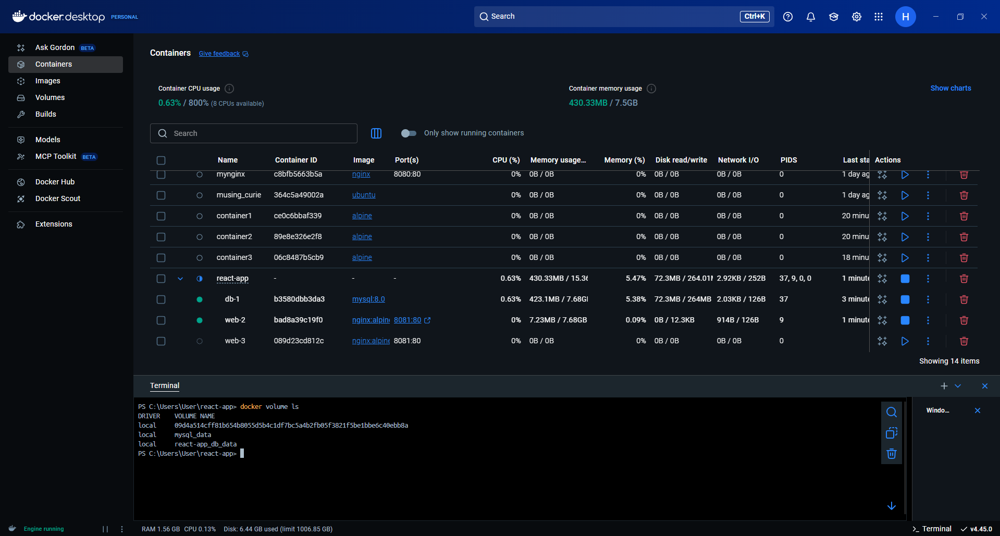 docker.desktop PERSONAL
Search Ctrl+K
H
Ask Gordon BETA
Containers
Images
Volumes
Builds
Models
MCP Toolkit BETA
Docker Hub
Docker Scout
Extensions
Containers Give feedback
Container CPU usage
0.63% / 800% (8 CPUs available)
Container memory usage
430.33MB / 7.5GB
Show charts
Search
Only show running containers
Name Container ID Image Port(s) CPU (%) Memory usage... Memory (%) Disk read/write Network I/O PIDS Last sta Actions
mynginx c8bfb5663b5a nginx 8080:80 0% 0B / 0B 0% 0B / 0B 0B / 0B 0 1 day ag
musing_curie 364c5a49002a ubuntu 0% 0B / 0B 0% 0B / 0B 0B / 0B 0 1 day ag
container1 ce0c6bbaf339 alpine 0% 0B / 0B 0% 0B / 0B 0B / 0B 0 20 minu
container2 89e8e326e2f8 alpine 0% 0B / 0B 0% 0B / 0B 0B / 0B 0 20 minu
container3 06c8487b5cb9 alpine 0% 0B / 0B 0% 0B / 0B 0B / 0B 0 18 minu
react-app - - - 0.63% 430.33MB / 15.36 5.47% 72.3MB / 264.01M 2.92KB / 252B 37, 9, 0, 0 1 minute
db-1 b3580dbb3da3 mysql:8.0 0.63% 423.1MB / 7.68GB 5.38% 72.3MB / 264MB 2.03KB / 126B 37 3 minute
web-2 bad8a39c19f0 nginx:alpine 8081:80 0% 7.23MB / 7.68GB 0.09% 0B / 12.3KB 914B / 126B 9 1 minute
web-3 089d23cd812c nginx:alpine 8081:80 0% 0B / 0B 0% 0B / 0B 0B / 0B 0
Showing 14 items
Terminal
PS C:\Users\User\react-app> docker volume ls
DRIVER VOLUME NAME
local 09d4a514cff81b654b8055d5b4c1df7bc5a4b2fb05f3821f5be1bbe6c40ebb8a
local mysql_data
local react-app_db_data
PS C:\Users\User\react-app>
Windo...
Engine running
RAM 1.56 GB CPU 0.13% Disk: 6.44 GB used (limit 1006.85 GB)
Terminal v4.45.0